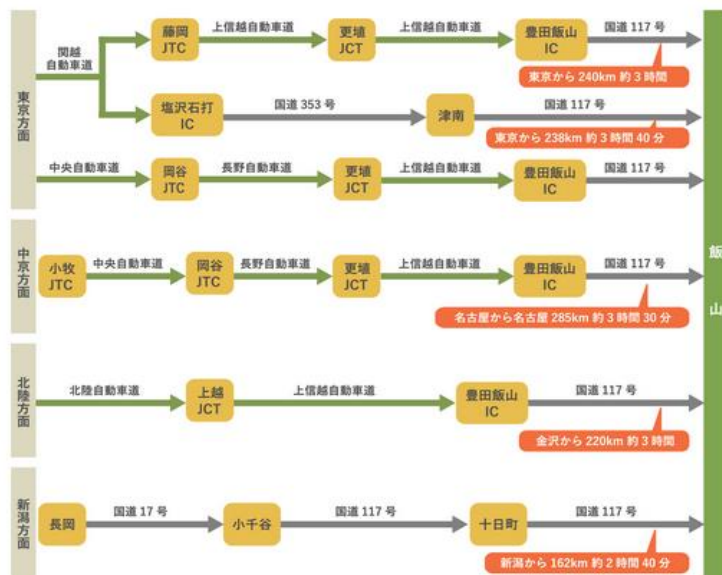 東京方面
関越
自動車道
藤岡
JTC
上信越自動車道
更埴
JCT
上信越自動車道
豊田飯山
IC
国道 117 号
東京から 240km 約 3 時間
塩沢石打
IC
国道 353 号
津南
国道 117 号
東京から 238km 約 3 時間 40 分
中央自動車道
岡谷
JTC
長野自動車道
更埴
JCT
上信越自動車道
豊田飯山
IC
国道 117 号
中京方面
小牧
JTC
中央自動車道
岡谷
JTC
長野自動車道
更埴
JCT
上信越自動車道
豊田飯山
IC
国道 117 号
名古屋から名古屋 285km 約 3 時間 30 分
北陸方面
北陸自動車道
上越
JCT
上信越自動車道
豊田飯山
IC
国道 117 号
金沢から 220km 約 3 時間
新潟方面
長岡
国道 17 号
小千谷
国道 117 号
十日町
国道 117 号
新潟から 162km 約 2 時間 40 分
飯山